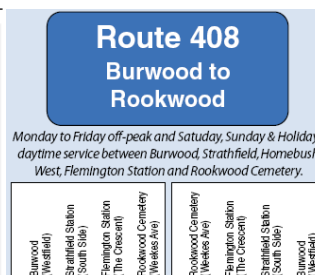 Route 408
Burwood to
Rookwood
Monday to Friday off-peak and Satuday, Sunday & Holiday
daytime service between Burwood, Strathfield, Homebush
West, Flemington Station and Rookwood Cemetery.
Burwood
Westfield)
Strathfield Station
South Side)
Flemington Station
The Crescent)
Rookwood Cemetery
Weekes Ave)
Rookwood Cemetery
Weekes Ave)
Flemington Station
The Crescent)
Strathfield Station
South Side)
Burwood
Westfield)